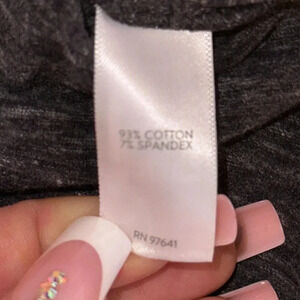 93% COTTON
7% SPANDEX
RN 97641